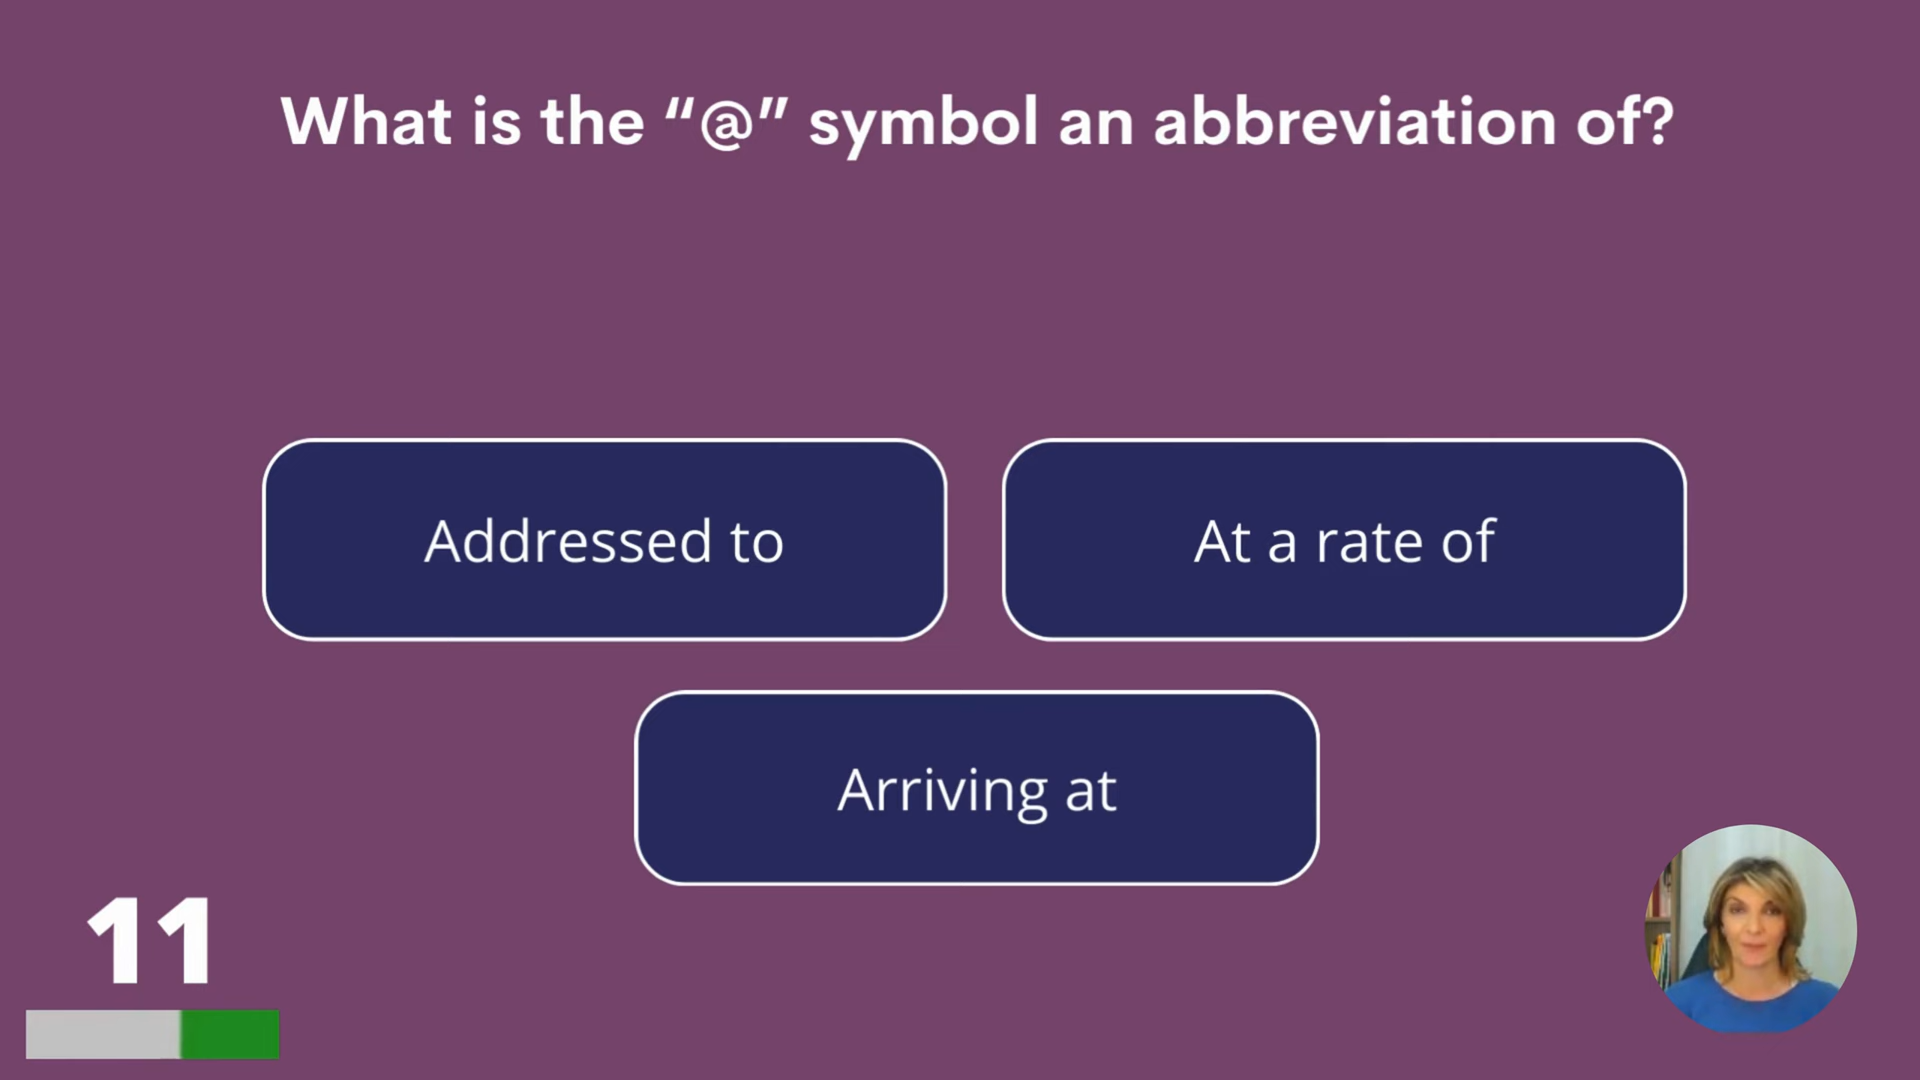 What is the “@” symbol an abbreviation of?
Addressed to
At a rate of
Arriving at
11